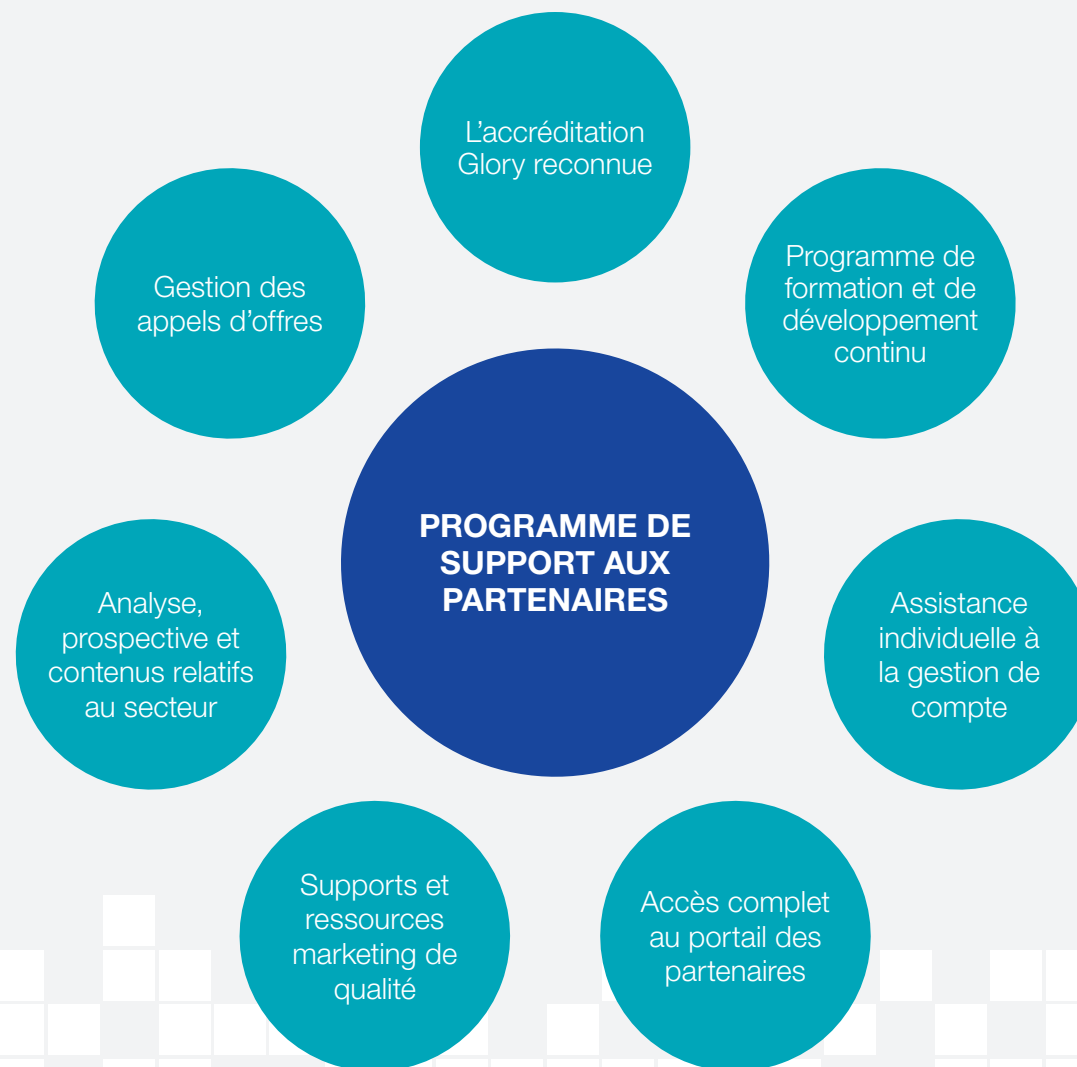 L’accréditation
Glory reconnue
Programme de
formation et de
développement
continu
Gestion des
appels d’offres
PROGRAMME DE
SUPPORT AUX
PARTENAIRES
Analyse,
prospective et
contenus relatifs
au secteur
Assistance
individuelle à
la gestion de
compte
Supports et
ressources
marketing de
qualité
Accès complet
au portail des
partenaires